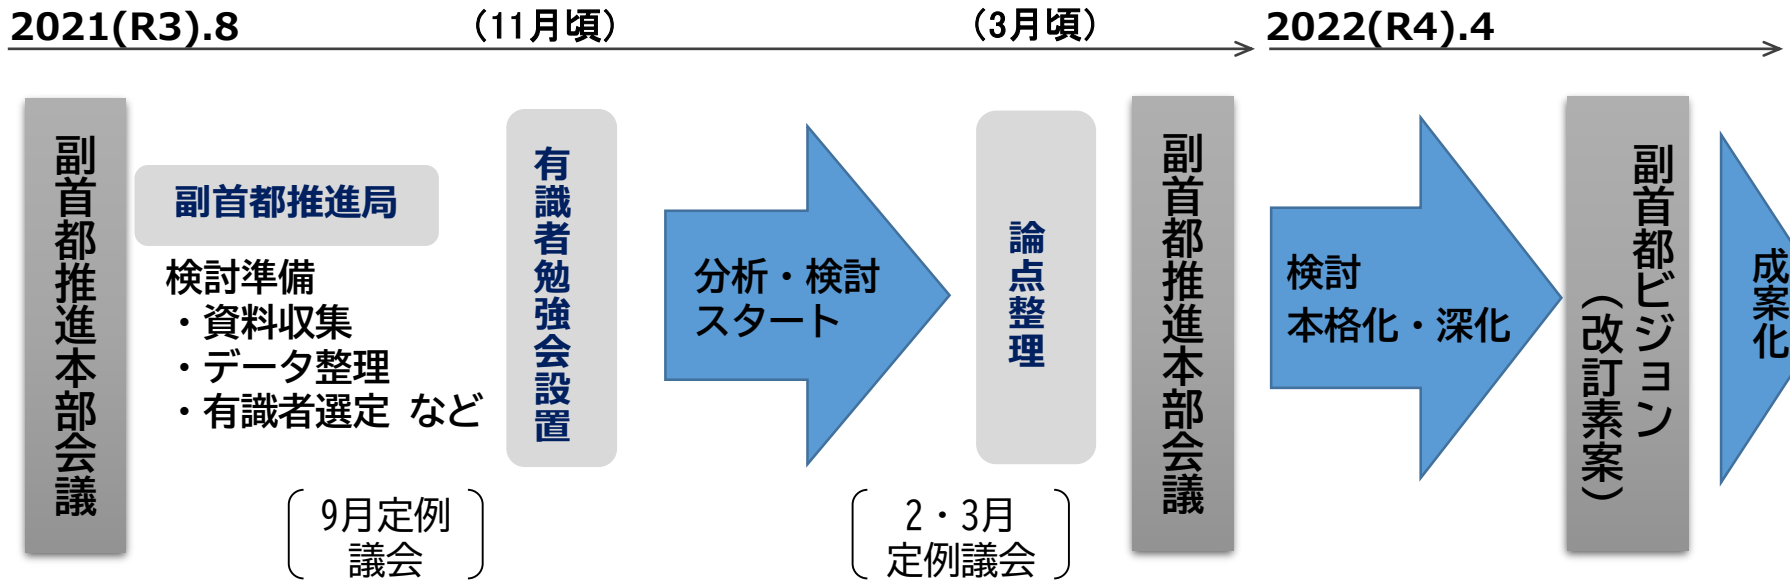 2021(R3).8
（11月頃）
（3月頃）
2022(R4).4
副首都推進本部会議
副首都推進局
検討準備
・資料収集
・データ整理
・有識者選定 など
有識者勉強会設置
分析・検討
スタート
論点整理
副首都推進本部会議
検討
本格化・深化
副首都ビジョン
（改訂素案）
成案化
9月定例
議会
2・3月
定例議会